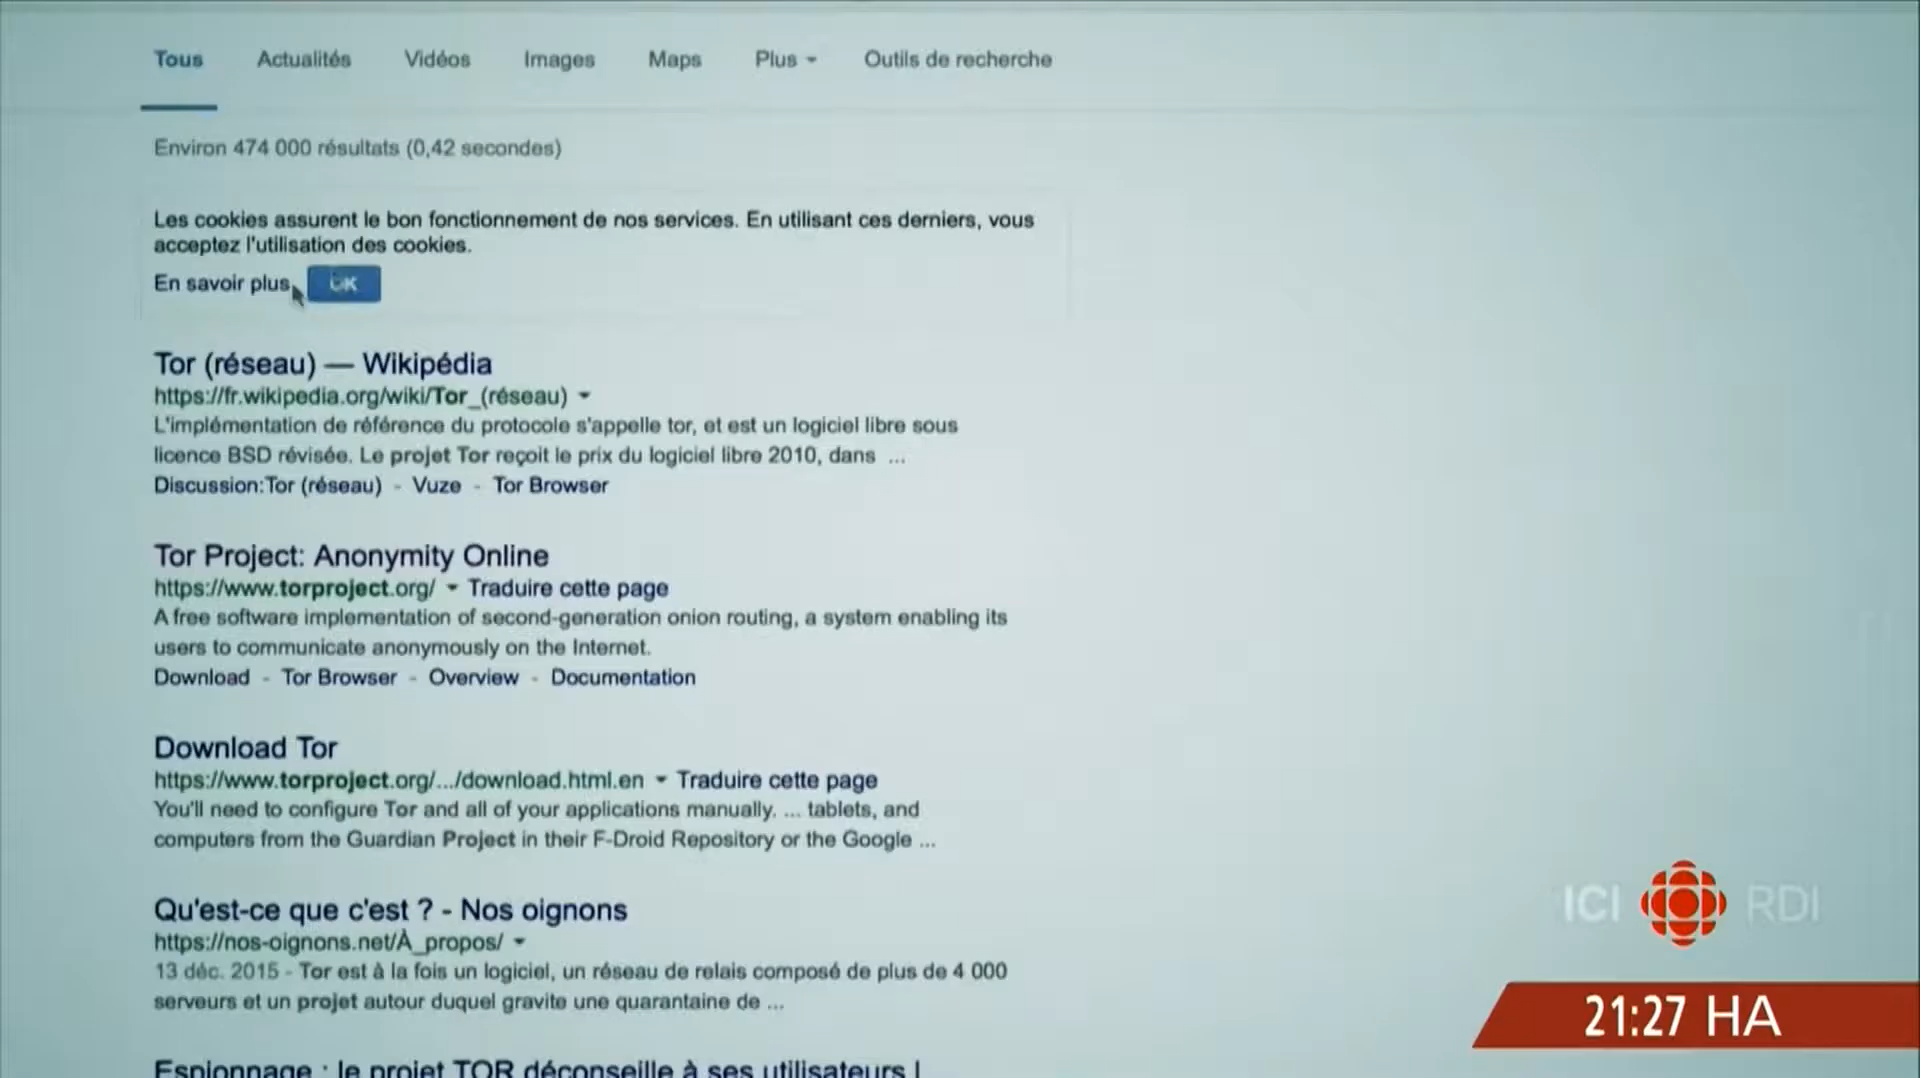 Tous Actualités Vidéos Images Maps Plus Outils de recherche
Environ 474 000 résultats (0,42 secondes)
Les cookies assurent le bon fonctionnement de nos services. En utilisant ces derniers, vous
acceptez l'utilisation des cookies.
En savoir plus OK
Tor (réseau) — Wikipédia
https://fr.wikipedia.org/wiki/Tor_(réseau)
L'implémentation de référence du protocole s'appelle tor, et est un logiciel libre sous
licence BSD révisée. Le projet Tor reçoit le prix du logiciel libre 2010, dans ...
Discussion:Tor (réseau) - Vuze - Tor Browser
Tor Project: Anonymity Online
https://www.torproject.org/ Traduire cette page
A free software implementation of second-generation onion routing, a system enabling its
users to communicate anonymously on the Internet.
Download - Tor Browser - Overview - Documentation
Download Tor
https://www.torproject.org/.../download.html.en Traduire cette page
You'll need to configure Tor and all of your applications manually. ... tablets, and
computers from the Guardian Project in their F-Droid Repository or the Google ...
Qu'est-ce que c'est ? - Nos oignons
https://nos-oignons.net/À_propos/
13 déc. 2015 - Tor est à la fois un logiciel, un réseau de relais composé de plus de 4 000
serveurs et un projet autour duquel gravite une quarantaine de ...
Espionnage : le projet TOR déconseille à ses utilisateurs
ICI RDI
21:27 HA